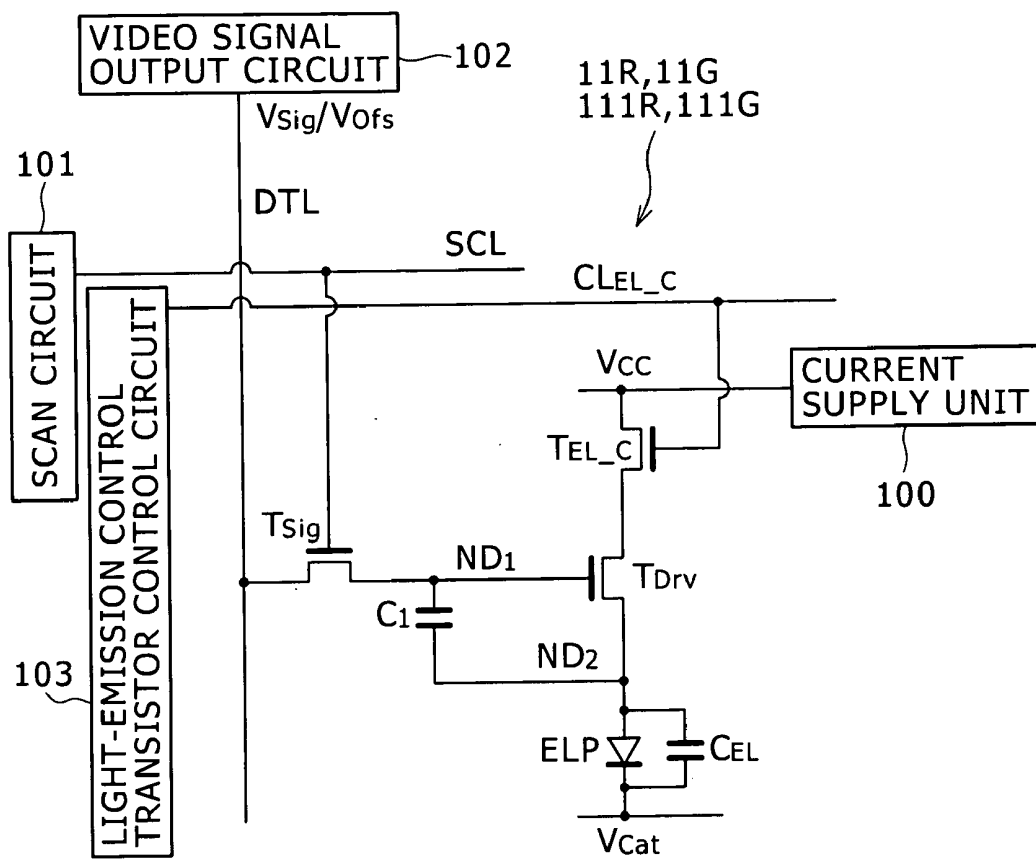 VIDEO SIGNAL
OUTPUT CIRCUIT
102
11R,11G
111R,111G
VSig/VOfs
101
DTL
SCL
SCAN CIRCUIT
CLEL_C
LIGHT-EMISSION CONTROL
TRANSISTOR CONTROL CIRCUIT
VCC
CURRENT
SUPPLY UNIT
TEL_C
100
TSig
ND1
TDrv
C1
ND2
103
ELP
CEL
VCat